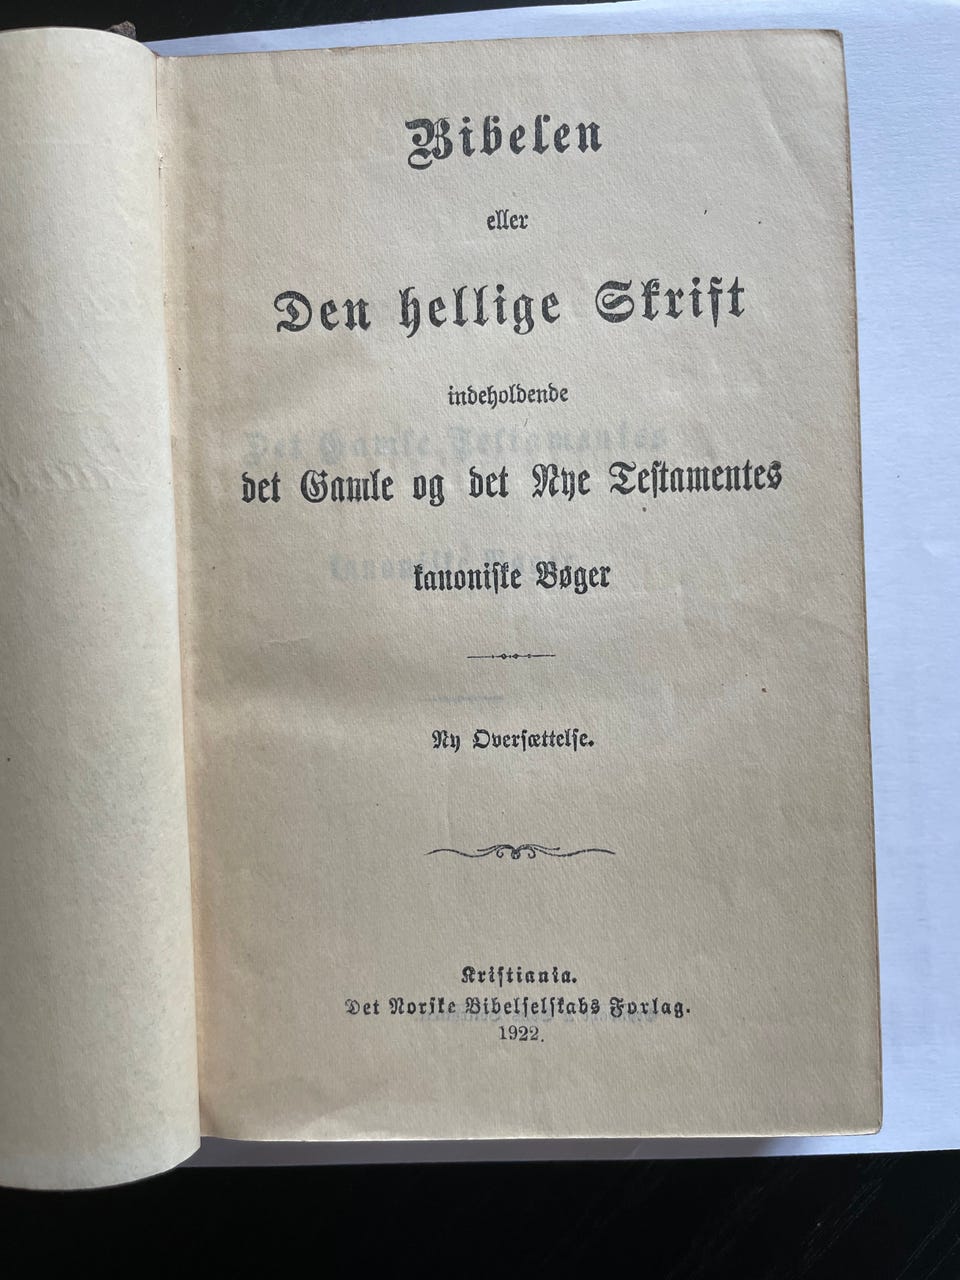 Bibelen
eller
Den hellige Skrift
indeholdende
det Gamle og det Nye Testamentes
kanoniske Bøger
Ny Oversættelse.
Kristiania.
Det Norske Bibelselskabs Forlag.
1922.